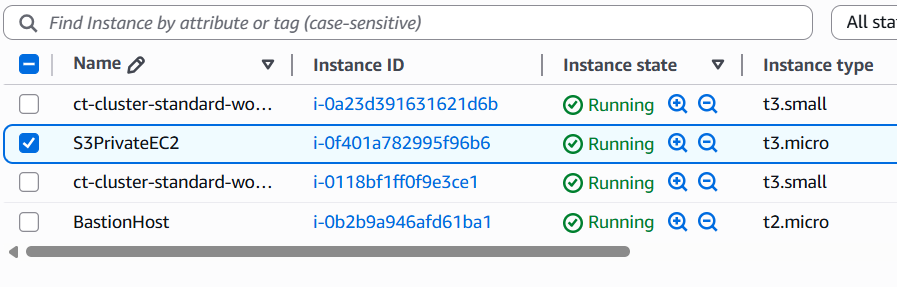 Find Instance by attribute or tag (case-sensitive) All sta
Name Instance ID Instance state Instance type
ct-cluster-standard-wo... i-0a23d391631621d6b Running t3.small
S3PrivateEC2 i-0f401a782995f96b6 Running t3.micro
ct-cluster-standard-wo... i-0118bf1ff0f9e3ce1 Running t3.small
BastionHost i-0b2b9a946afd61ba1 Running t2.micro